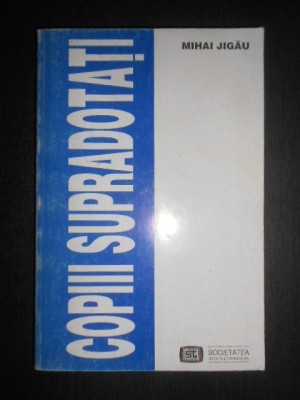 MIHAI JIGĂU
COPIII SUPRADOTAȚI
SOCIETATEA